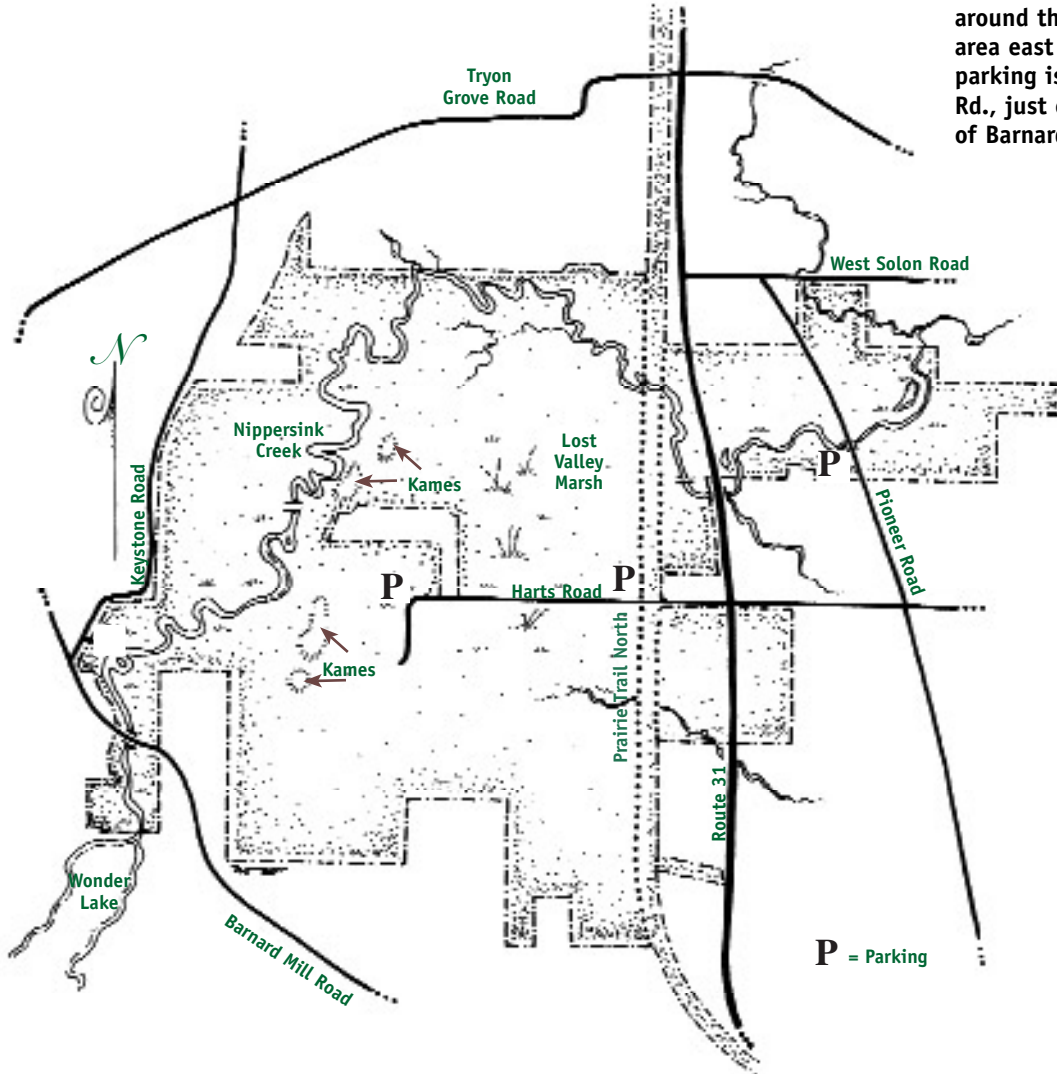 around th
area east
parking is
Rd., just
of Barnard
Tryon
Grove Road
West Solon Road
N
Nippersink
Creek
Lost
Valley
Marsh
Kames
P
Keystone Road
Pioneer Road
P
P
Harts Road
Kames
Prairie Trail North
Route 31
Wonder
Lake
Barnard Mill Road
P = Parking